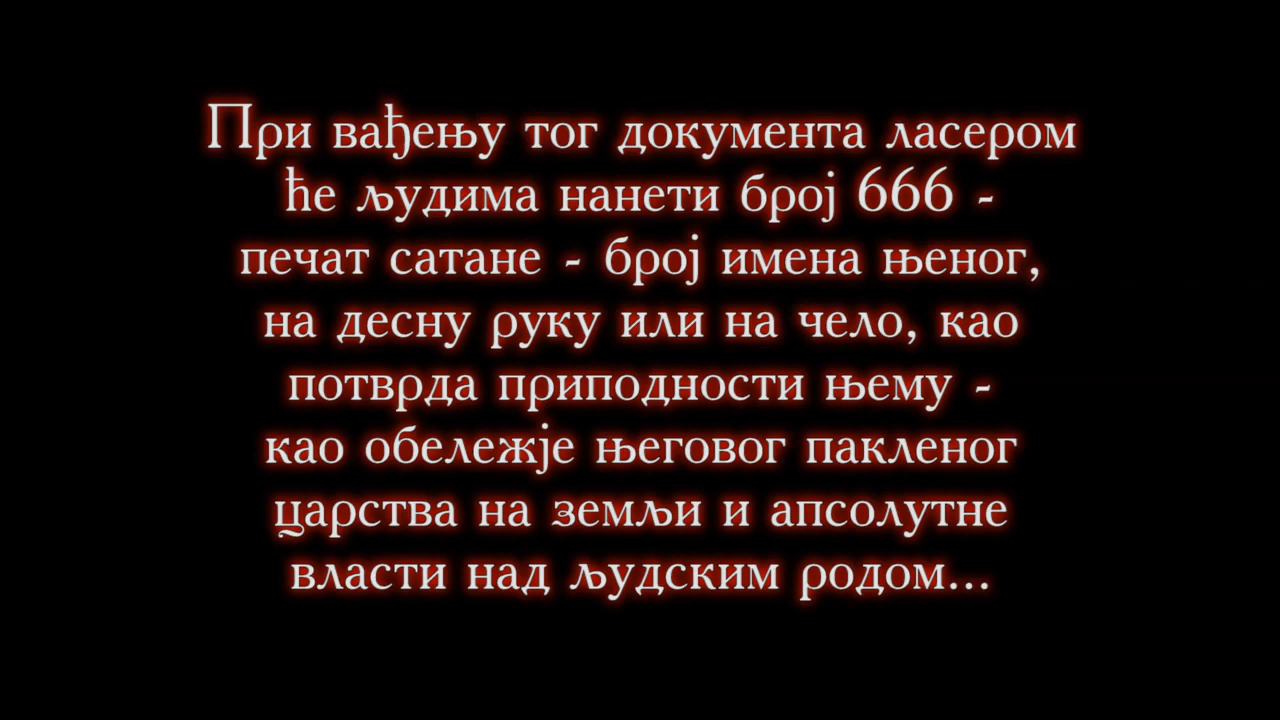 При вађењу тог документа ласером
ће људима нанети број 666 -
печат сатане - број имена њеног,
на десну руку или на чело, као
потврда приподности њему -
као обележје његовог пакленог
царства на земљи и апсолутне
власти над људским родом...